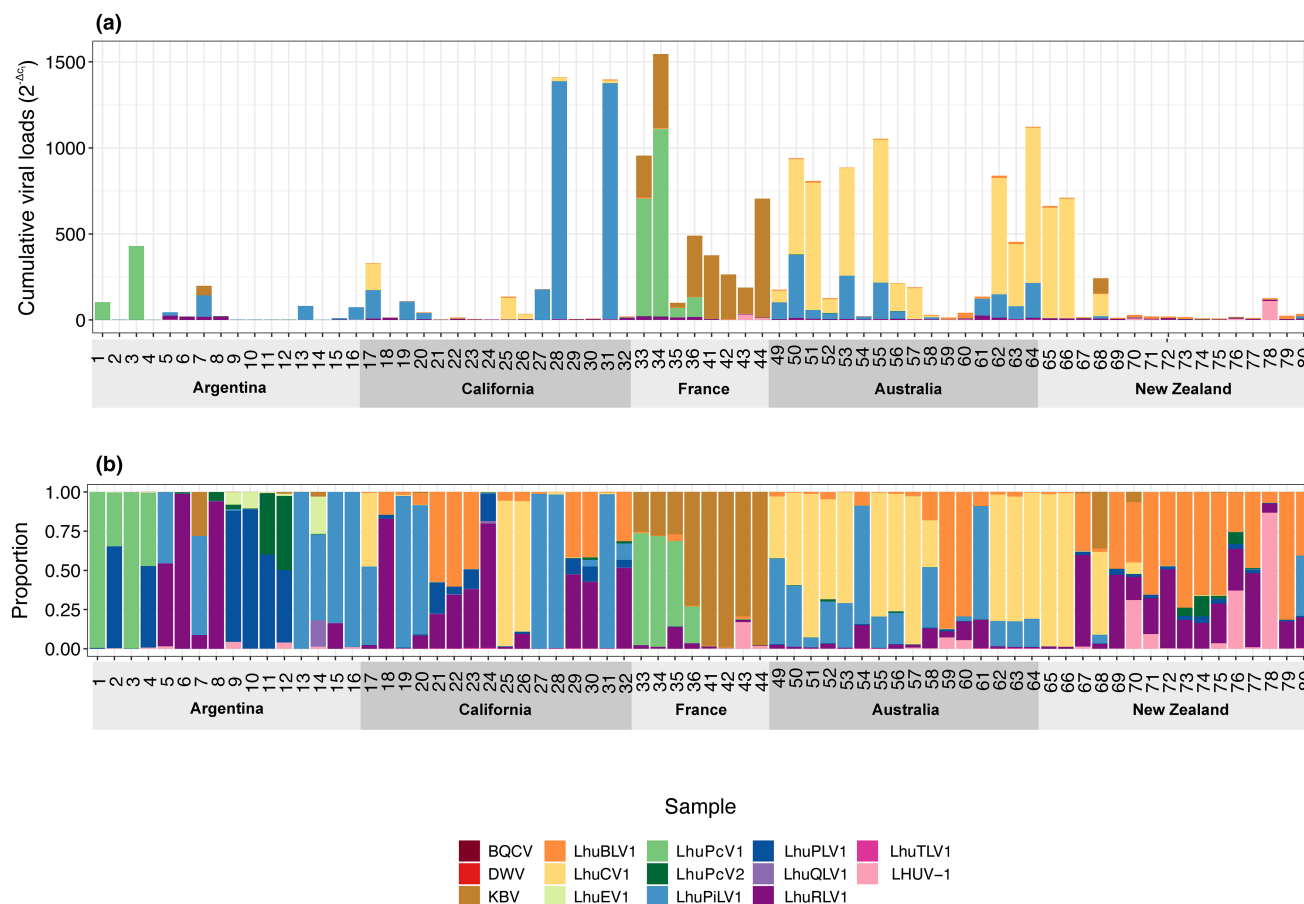 (a)
Cumulative viral loads (2^-Δct)
1500
1000
500
0
1 2 3 4 5 6 7 8 9 10 11 12 13 14 15 16 17 18 19 20 21 22 23 24 25 26 27 28 29 30 31 32 33 34 35 36 41 42 43 44 49 50 51 52 53 54 55 56 57 58 59 60 61 62 63 64 65 66 67 68 69 70 71 72 73 74 75 76 77 78 79 80
Argentina California France Australia New Zealand
(b)
Proportion
1.00
0.75
0.50
0.25
0.00
1 2 3 4 5 6 7 8 9 10 11 12 13 14 15 16 17 18 19 20 21 22 23 24 25 26 27 28 29 30 31 32 33 34 35 36 41 42 43 44 49 50 51 52 53 54 55 56 57 58 59 60 61 62 63 64 65 66 67 68 69 70 71 72 73 74 75 76 77 78 79 80
Argentina California France Australia New Zealand
Sample
BQCV LhuBLV1 LhuPcV1 LhuPLV1 LhuTLV1
DWV LhuCV1 LhuPcV2 LhuQLV1 LHUV-1
KBV LhuEV1 LhuPiLV1 LhuRLV1